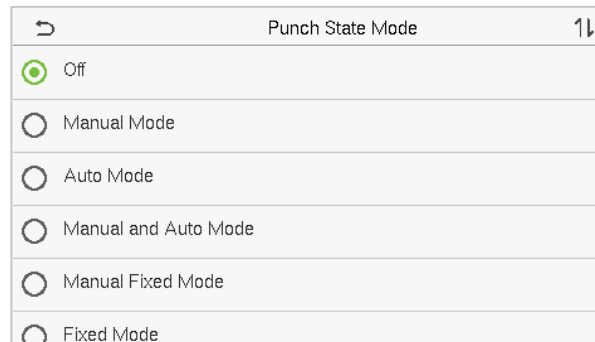 Punch State Mode
Off
Manual Mode
Auto Mode
Manual and Auto Mode
Manual Fixed Mode
Fixed Mode